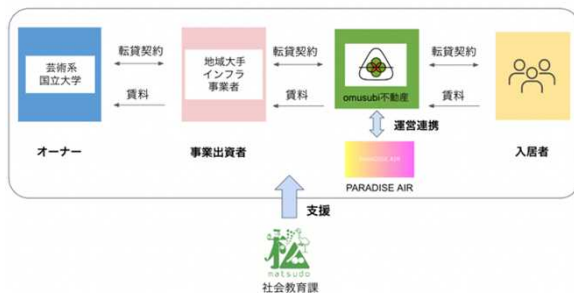 転貸契約
転貸契約
転貸契約
芸術系
国立大学
地域大手
インフラ
事業者
omusubi不動産
賃料
賃料
賃料
運営連携
オーナー
事業出資者
入居者
PARADISE AIR
PARADISE AIR
支援
松
matsudo
社会教育課